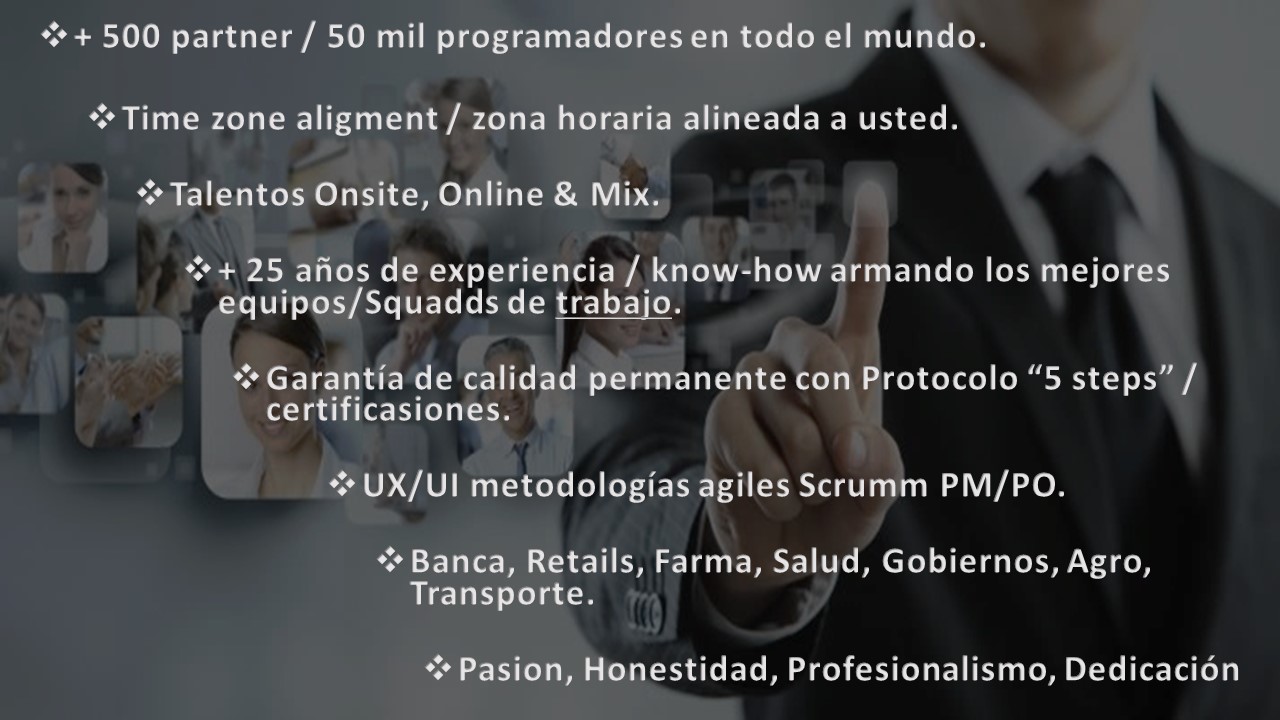 ❖+ 500 partner / 50 mil programadores en todo el mundo.
❖Time zone aligment / zona horaria alineada a usted.
❖Talentos Onsite, Online & Mix.
❖+ 25 años de experiencia / know-how armando los mejores
equipos/Squadds de trabajo.
❖Garantía de calidad permanente con Protocolo “5 steps” /
certificasiones.
❖UX/UI metodologías agiles Scrumm PM/PO.
❖Banca, Retails, Farma, Salud, Gobiernos, Agro,
Transporte.
❖Pasion, Honestidad, Profesionalismo, Dedicación